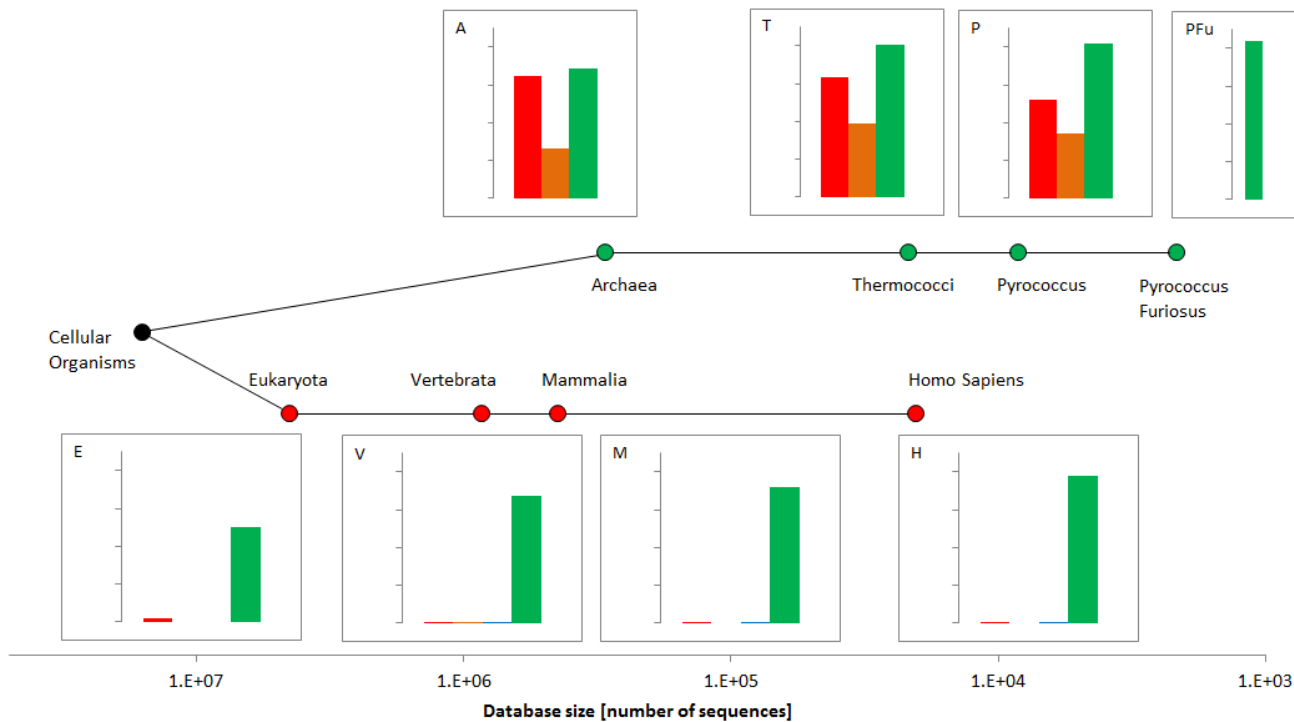 A
T
P
PFu
Archaea
Thermococci
Pyrococcus
Pyrococcus
Furiosus
Cellular
Organisms
Eukaryota
Vertebrata
Mammalia
Homo Sapiens
E
V
M
H
1.E+07
1.E+06
1.E+05
1.E+04
1.E+03
Database size [number of sequences]